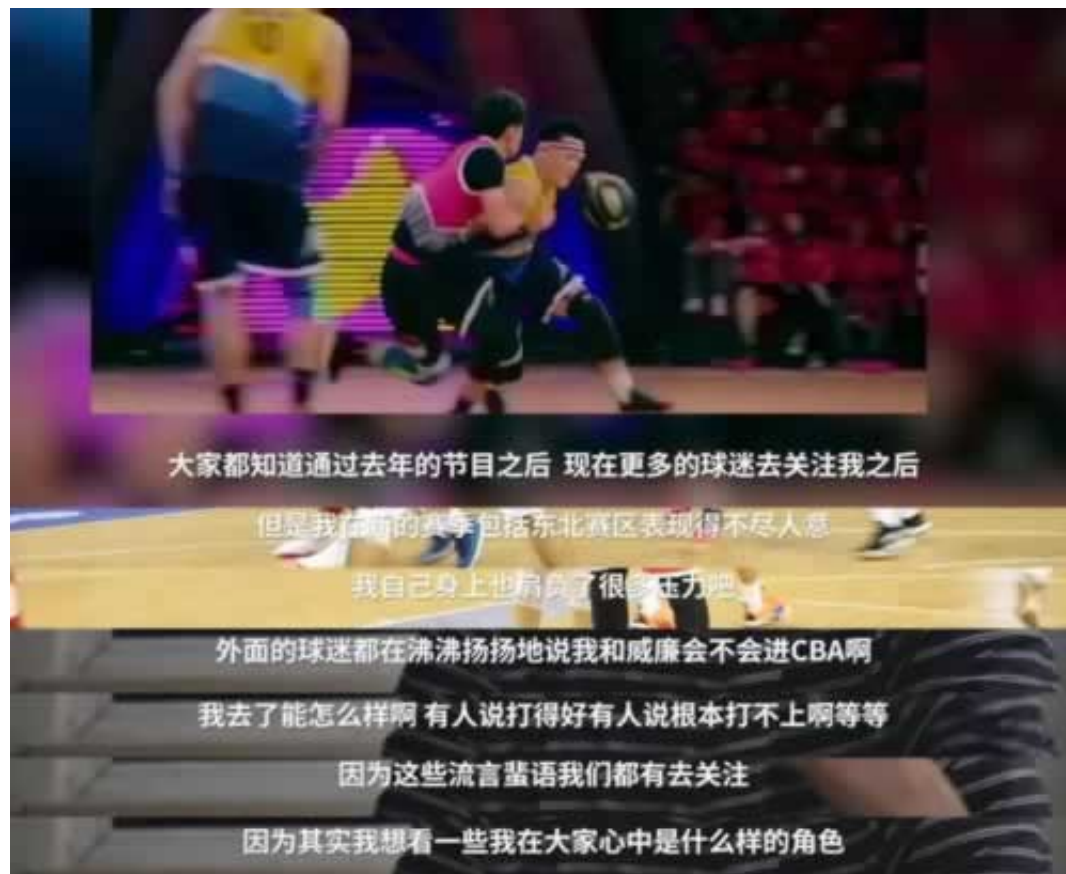 大家都知道通过去年的节目之后 现在更多的球迷去关注我之后
但是我在新的赛季包括东北赛区表现得不尽人意
我自己身上也肩负了很多压力吧
外面的球迷都在沸沸扬扬地说我和威廉会不会进CBA啊
我去了能怎么样啊 有人说打得好有人说根本打不上啊等等
因为这些流言蜚语我们都有去关注
因为其实我想看一些我在大家心中是什么样的角色